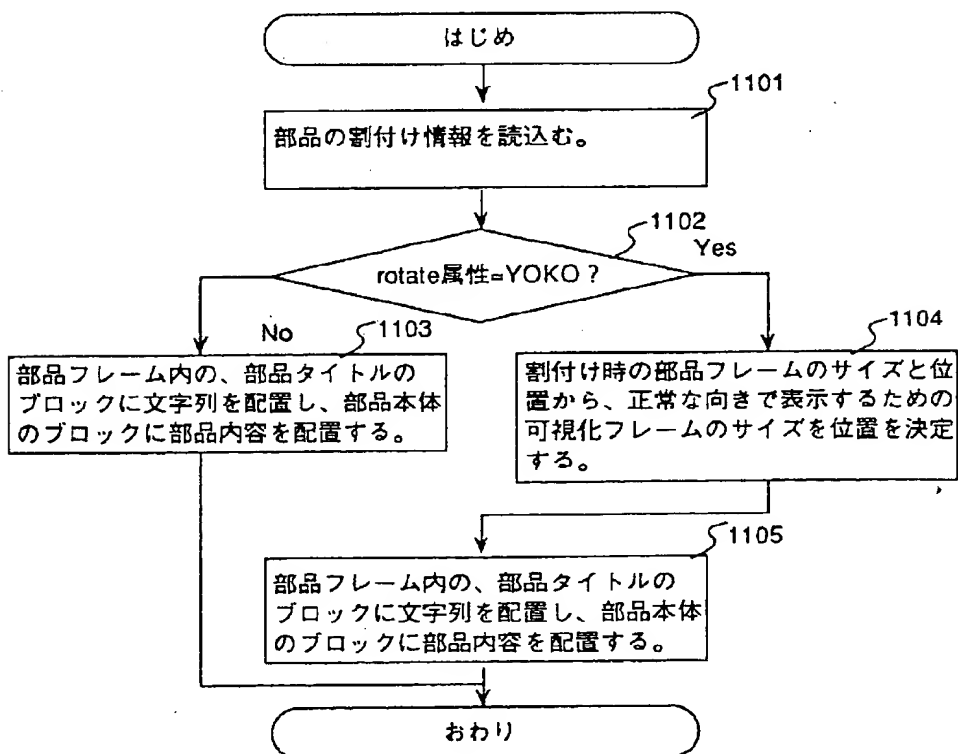 はじめ
1101
部品の割付け情報を読込む。
1102
Yes
rotate属性=YOKO？
No
1103
部品フレーム内の、部品タイトルの
ブロックに文字列を配置し、部品本体
のブロックに部品内容を配置する。
1104
割付け時の部品フレームのサイズと位
置から、正常な向きで表示するための
可視化フレームのサイズを位置を決定
する。
1105
部品フレーム内の、部品タイトルの
ブロックに文字列を配置し、部品本体
のブロックに部品内容を配置する。
おわり